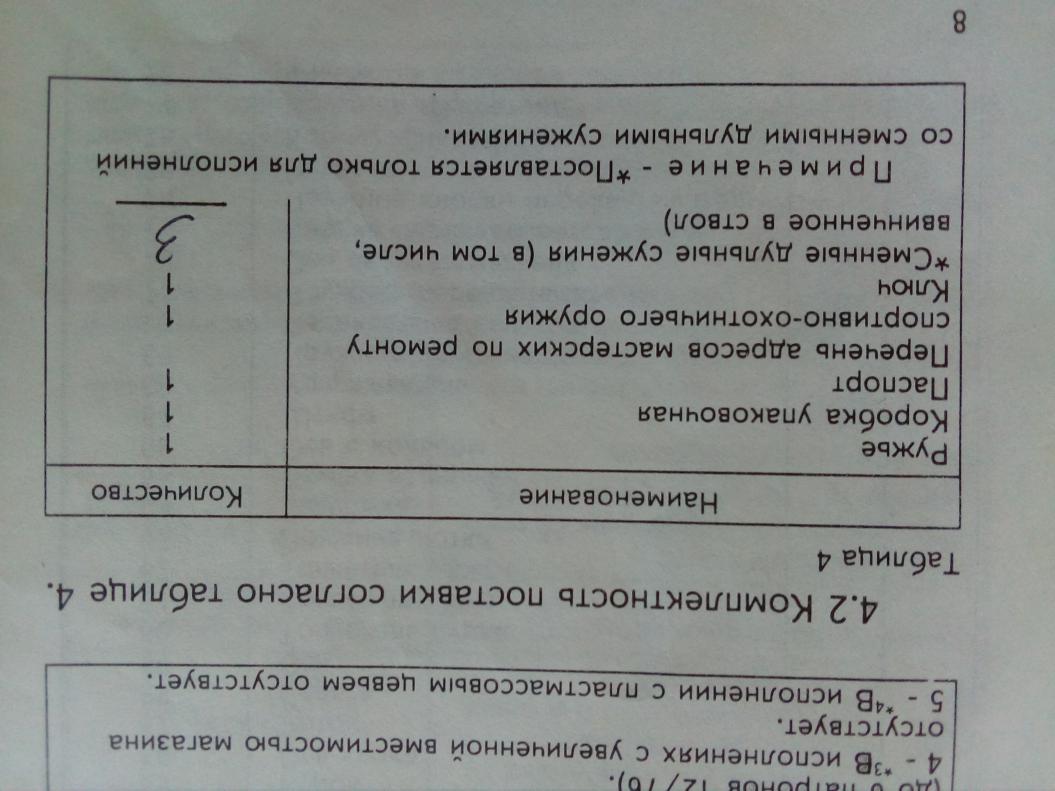 (до 6 патронов 12/76).
4 - *3В исполнениях с увеличенной вместимостью магазина
отсутствует.
5 - *4В исполнении с пластмассовым цевьем отсутствует.
4.2 Комплектность поставки согласно таблице 4.
Таблица 4
Наименование Количество
Ружье 1
Коробка упаковочная 1
Паспорт 1
Перечень адресов мастерских по ремонту
спортивно-охотничьего оружия 1
Ключ 1
*Сменные дульные сужения (в том числе, 3
ввинченное в ствол)
Примечание - *Поставляется только для исполнений
со сменными дульными сужениями.
8